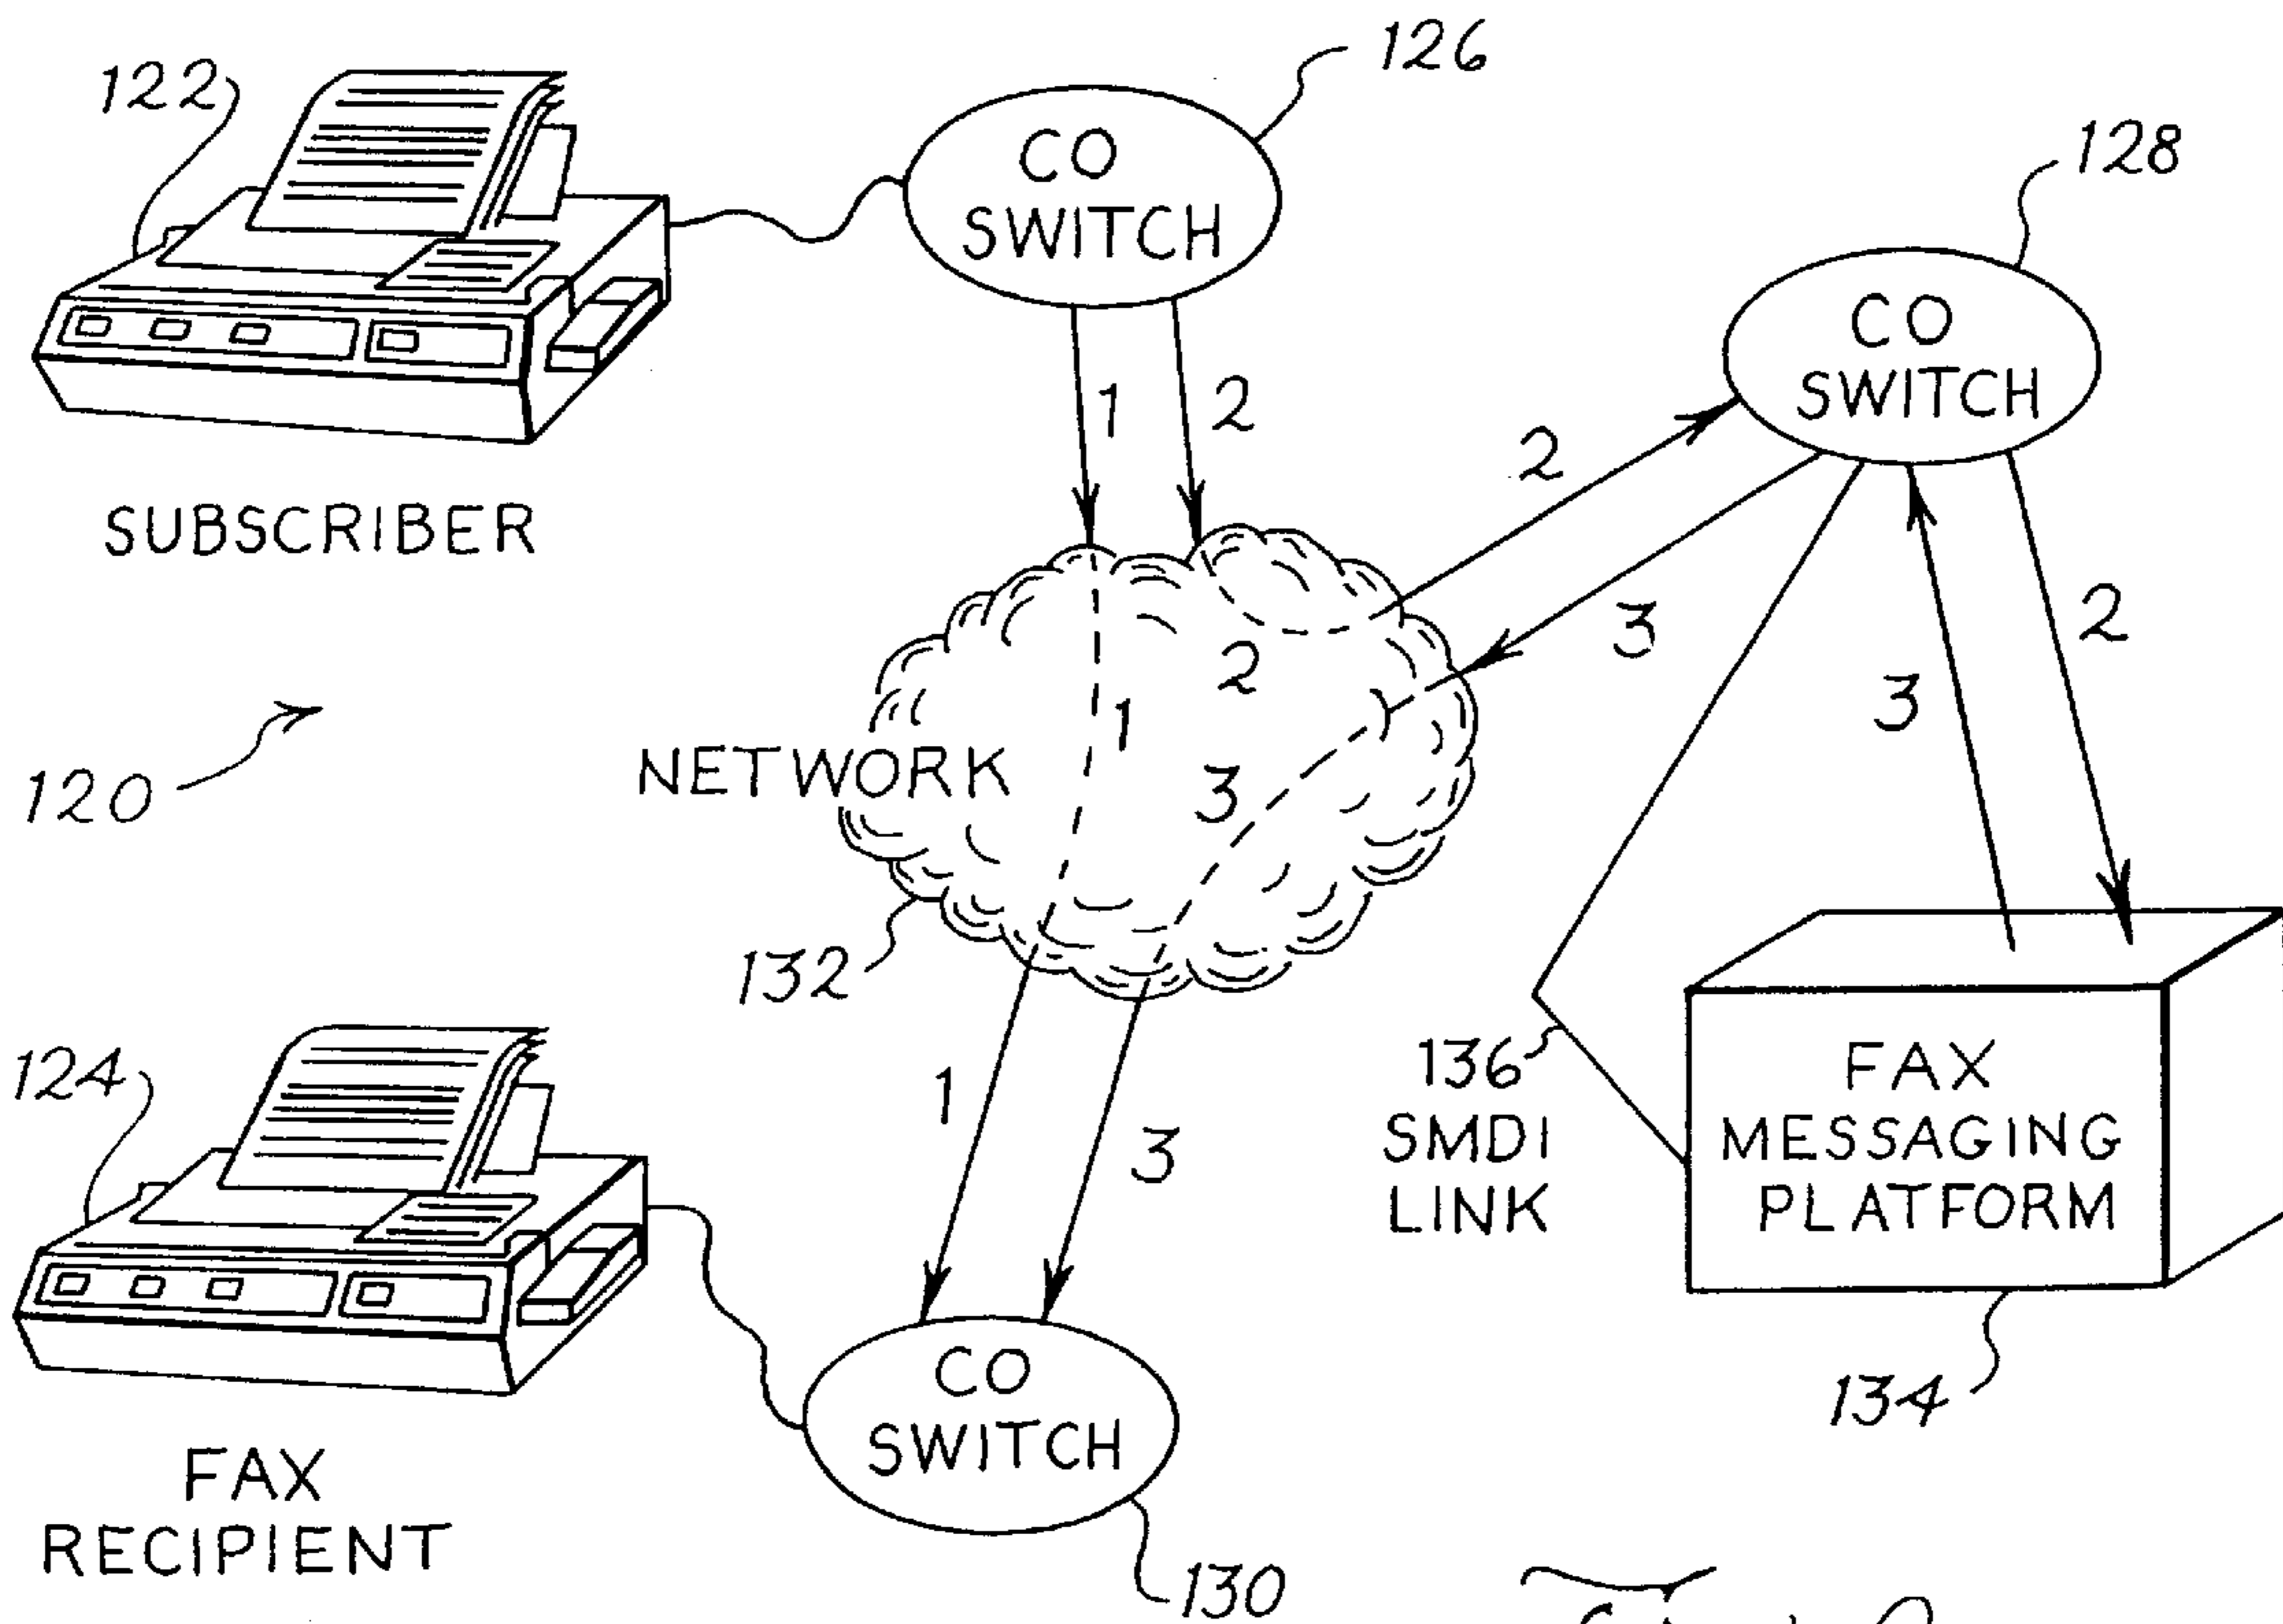 122
126
CO
SWITCH
128
CO
SWITCH
SUBSCRIBER
1
2
2
3
2
3
2
1
3
NETWORK
120
132
124
1
3
136
SMDI
LINK
FAX
MESSAGING
PLATFORM
134
CO
SWITCH
130
FAX
RECIPIENT